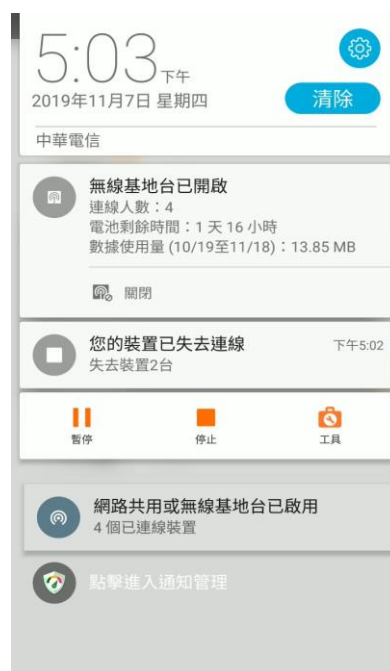 5:03下午
2019年11月7日 星期四
清除
中華電信
無線基地台已開啟
連線人數：4
電池剩餘時間：1 天 16 小時
數據使用量 (10/19至11/18)：13.85 MB
關閉
您的裝置已失去連線 下午5:02
失去裝置2台
暫停 停止 工具
網路共用或無線基地台已啟用
4 個已連線裝置
點擊進入通知管理